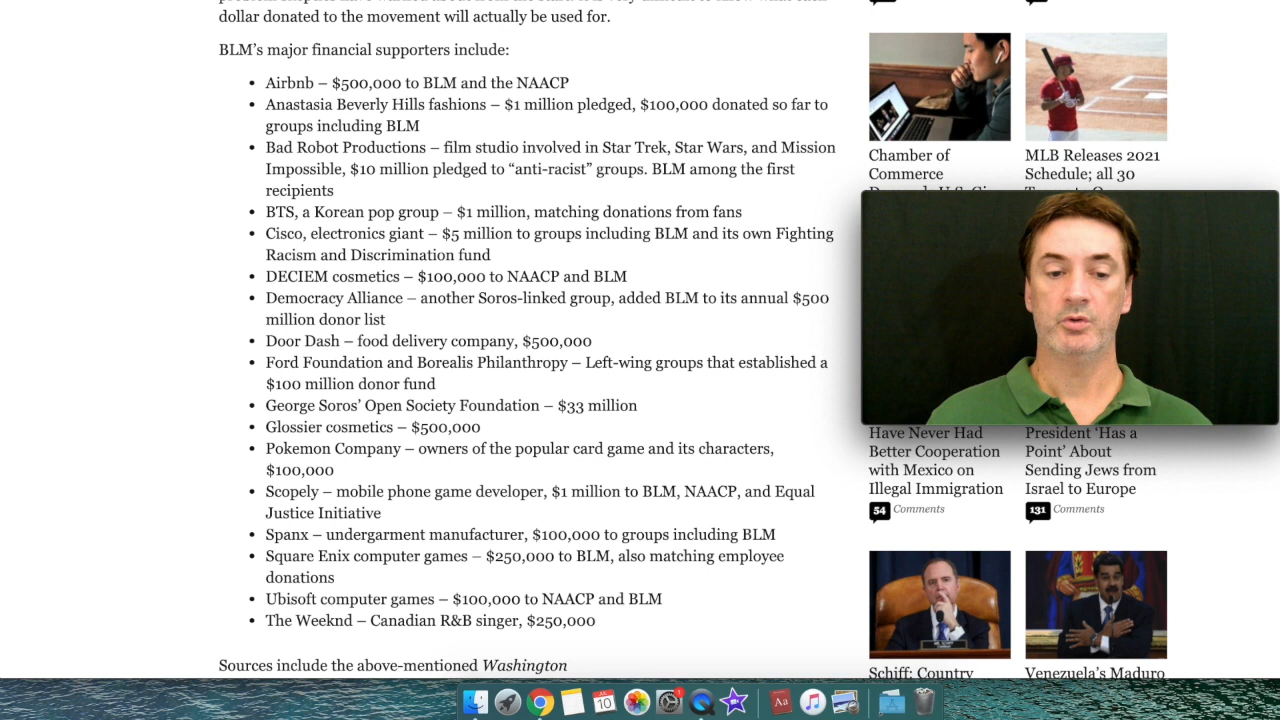 dollar donated to the movement will actually be used for.
BLM’s major financial supporters include:
• Airbnb – $500,000 to BLM and the NAACP
• Anastasia Beverly Hills fashions – $1 million pledged, $100,000 donated so far to
groups including BLM
• Bad Robot Productions – film studio involved in Star Trek, Star Wars, and Mission
Impossible, $10 million pledged to “anti-racist” groups. BLM among the first
recipients
• BTS, a Korean pop group – $1 million, matching donations from fans
• Cisco, electronics giant – $5 million to groups including BLM and its own Fighting
Racism and Discrimination fund
• DECIEM cosmetics – $100,000 to NAACP and BLM
• Democracy Alliance – another Soros-linked group, added BLM to its annual $500
million donor list
• Door Dash – food delivery company, $500,000
• Ford Foundation and Borealis Philanthropy – Left-wing groups that established a
$100 million donor fund
• George Soros’ Open Society Foundation – $33 million
• Glossier cosmetics – $500,000
• Pokemon Company – owners of the popular card game and its characters,
$100,000
• Scopely – mobile phone game developer, $1 million to BLM, NAACP, and Equal
Justice Initiative
• Spanx – undergarment manufacturer, $100,000 to groups including BLM
• Square Enix computer games – $250,000 to BLM, also matching employee
donations
• Ubisoft computer games – $100,000 to NAACP and BLM
• The Weeknd – Canadian R&B singer, $250,000
Sources include the above-mentioned Washington
Chamber of
Commerce
MLB Releases 2021
Schedule; all 30
Have Never Had
Better Cooperation
with Mexico on
Illegal Immigration
54 Comments
President ‘Has a
Point’ About
Sending Jews from
Israel to Europe
131 Comments
Schiff: Country
Venezuela’s Maduro
JUL
10
1
Aa